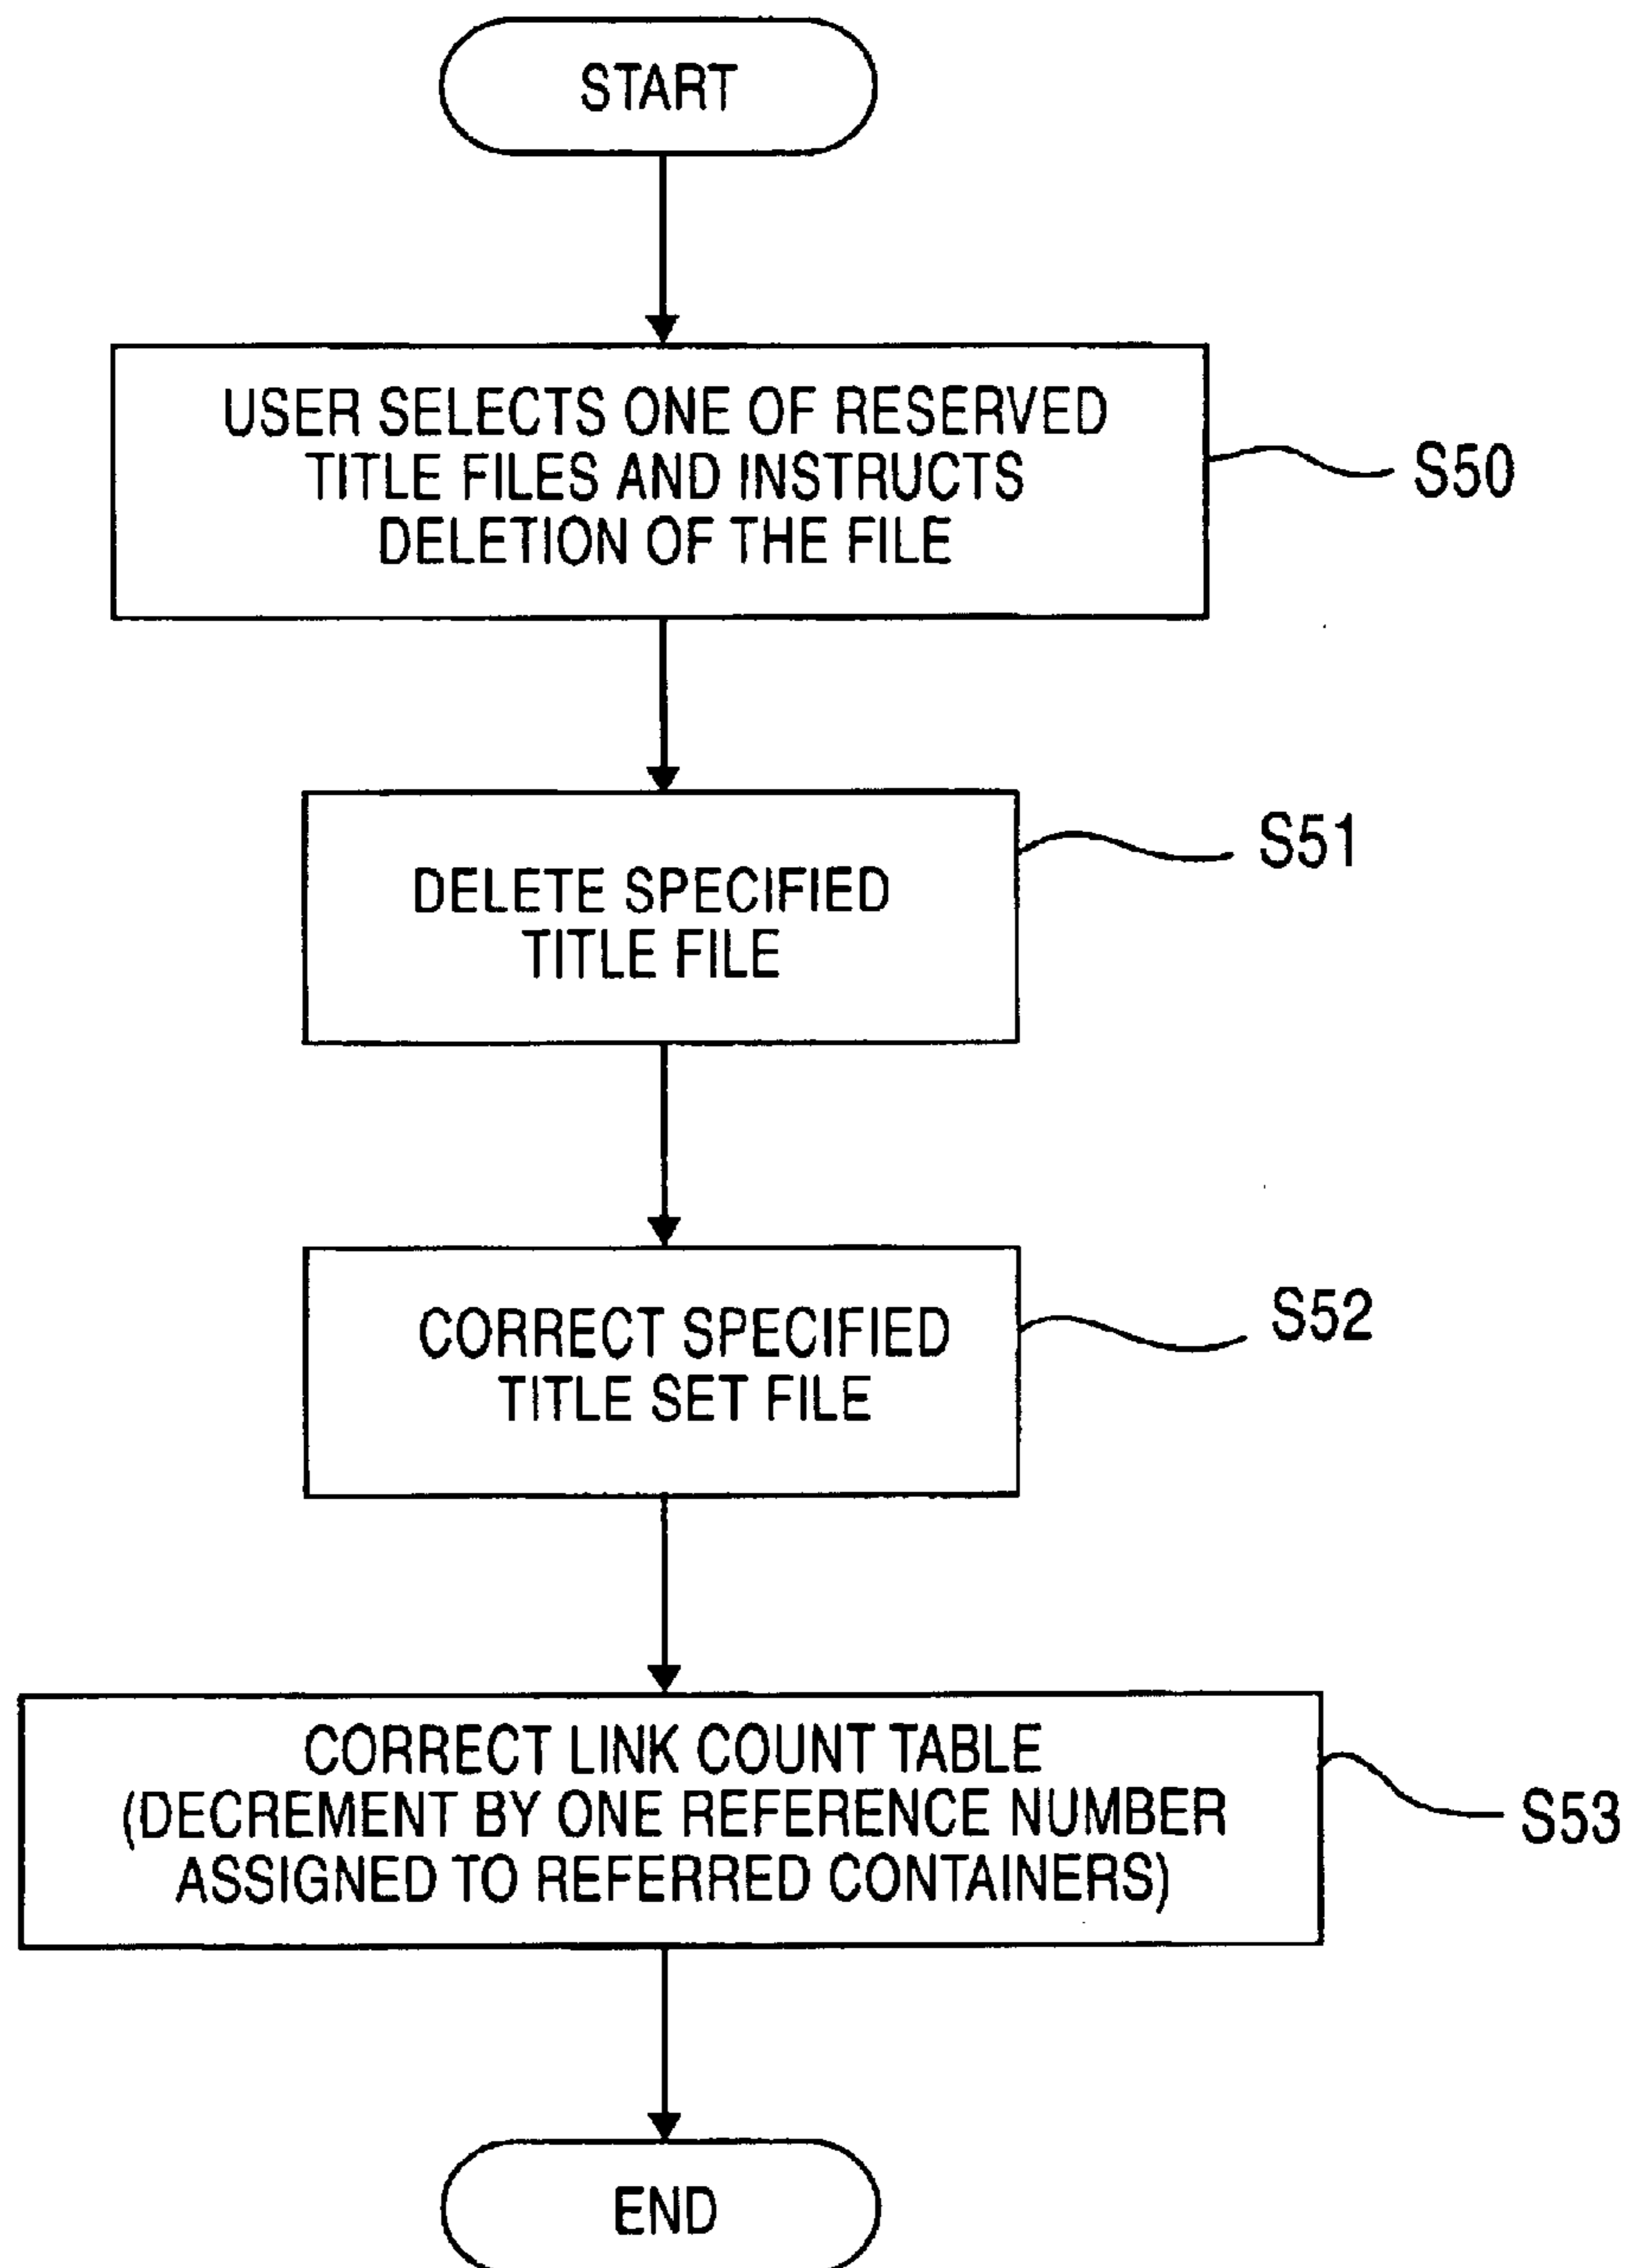 START
USER SELECTS ONE OF RESERVED
TITLE FILES AND INSTRUCTS
DELETION OF THE FILE
S50
DELETE SPECIFIED
TITLE FILE
S51
CORRECT SPECIFIED
TITLE SET FILE
S52
CORRECT LINK COUNT TABLE
(DECREMENT BY ONE REFERENCE NUMBER
ASSIGNED TO REFERRED CONTAINERS)
S53
END